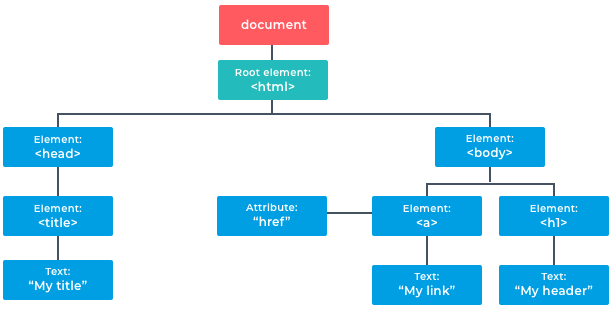 document
Root element:
<html>
Element:
<head>
Element:
<body>
Element:
<title>
Attribute:
“href”
Element:
<a>
Element:
<h1>
Text:
“My title”
Text:
“My link”
Text:
“My header”